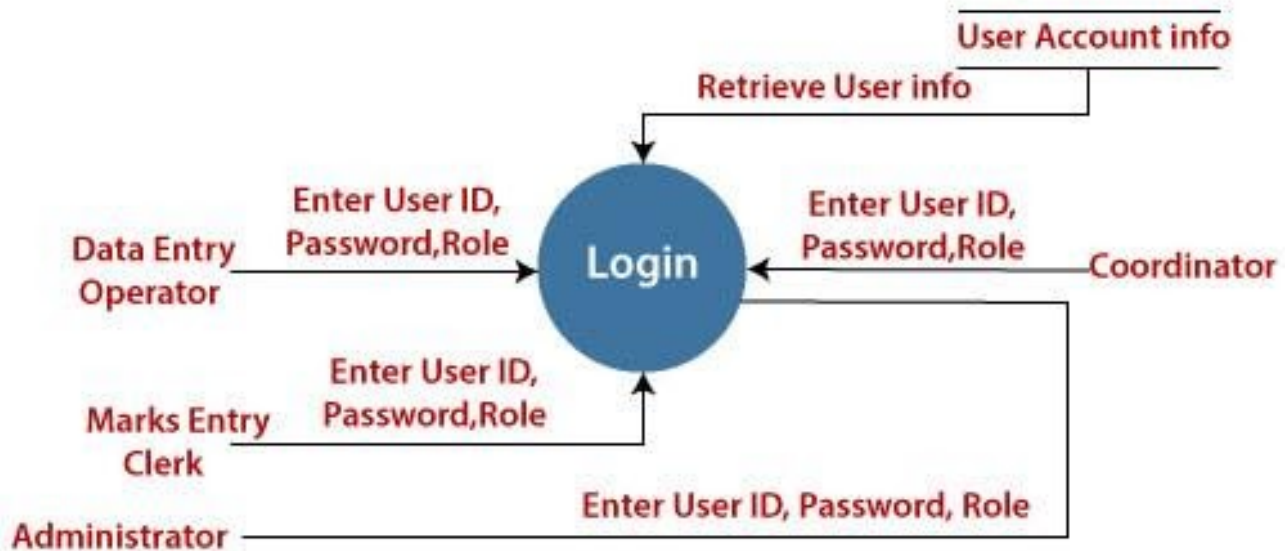 User Account info
Retrieve User info
Enter User ID,
Password,Role
Data Entry
Operator
Login
Enter User ID,
Password,Role
Coordinator
Enter User ID,
Password,Role
Marks Entry
Clerk
Enter User ID, Password, Role
Administrator